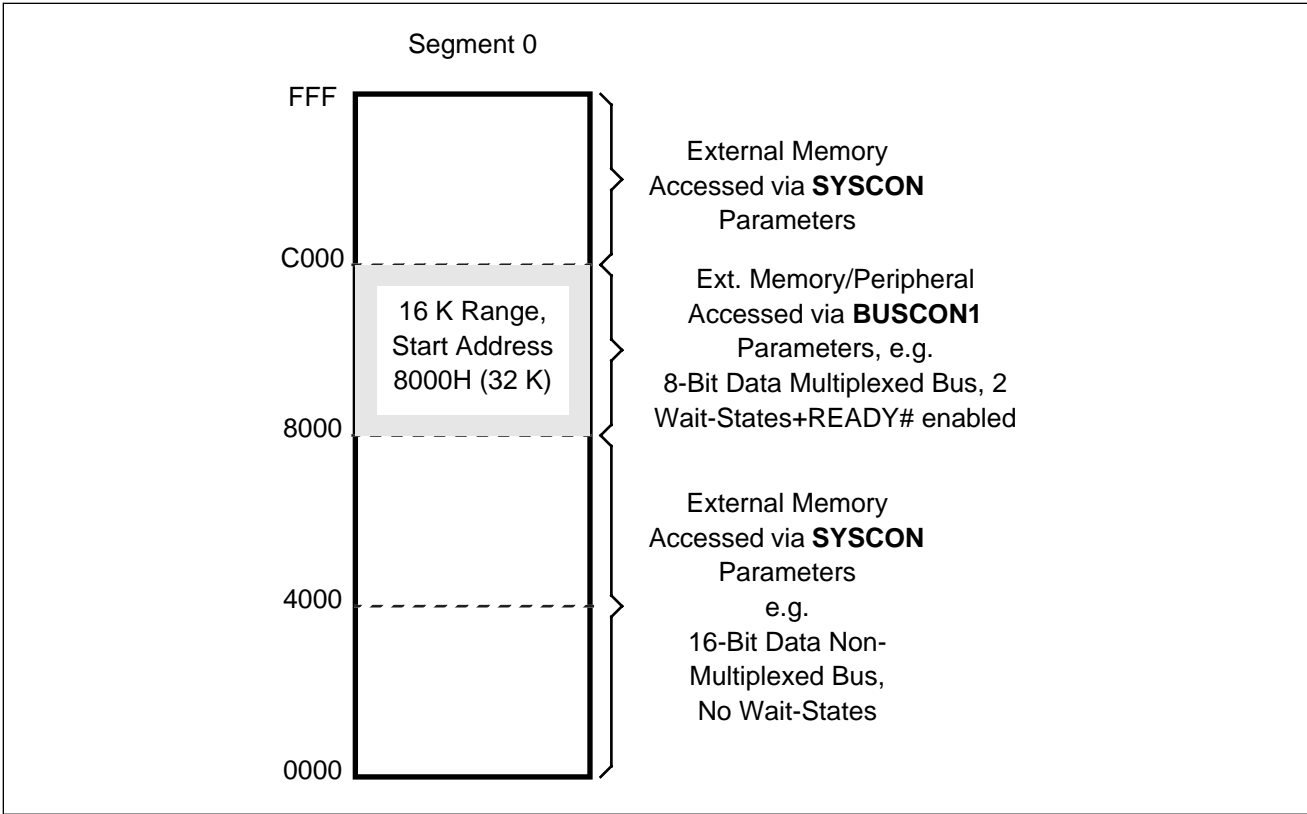 Segment 0
FFF
External Memory
Accessed via SYSCON
Parameters
C000
16 K Range,
Start Address
8000H (32 K)
Ext. Memory/Peripheral
Accessed via BUSCON1
Parameters, e.g.
8-Bit Data Multiplexed Bus, 2
Wait-States+READY# enabled
8000
External Memory
Accessed via SYSCON
Parameters
e.g.
16-Bit Data Non-
Multiplexed Bus,
No Wait-States
4000
0000